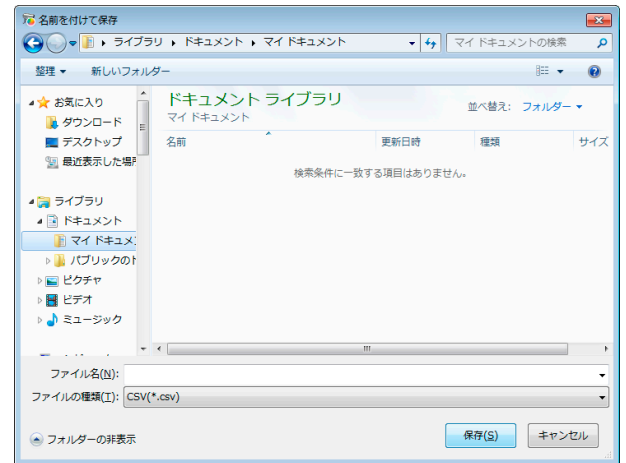 名前を付けて保存
ライブラリ ドキュメント マイ ドキュメント
マイ ドキュメントの検索
整理 新しいフォルダー
お気に入り
ダウンロード
デスクトップ
最近表示した場所
ライブラリ
ドキュメント
マイ ドキュメ
パブリックのド
ピクチャ
ビデオ
ミュージック
ドキュメント ライブラリ
マイ ドキュメント
並べ替え: フォルダー
名前 更新日時 種類 サイズ
検索条件に一致する項目はありません。
ファイル名(N):
ファイルの種類(T): CSV(*.csv)
フォルダーの非表示
保存(S) キャンセル